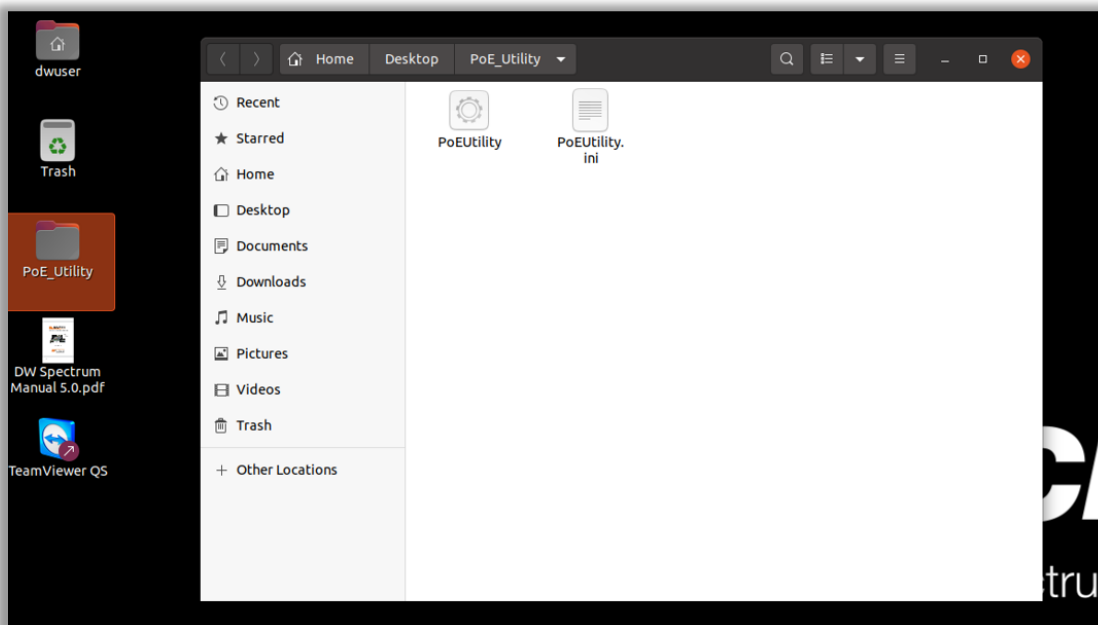 dwuser
Trash
PoE_Utility
DW Spectrum
Manual 5.0.pdf
TeamViewer QS
Home Desktop PoE_Utility
Recent
Starred
Home
Desktop
Documents
Downloads
Music
Pictures
Videos
Trash
Other Locations
PoEUtility
PoEUtility.
ini
tru